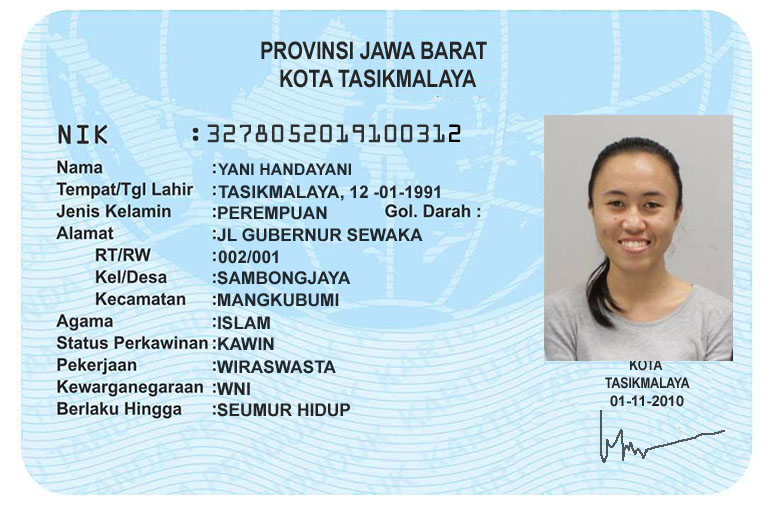 PROVINSI JAWA BARAT
KOTA TASIKMALAYA
NIK :3278052019100312
Nama :YANI HANDAYANI
Tempat/Tgl Lahir :TASIKMALAYA, 12 -01-1991
Jenis Kelamin :PEREMPUAN Gol. Darah :
Alamat :JL GUBERNUR SEWAKA
RT/RW :002/001
Kel/Desa :SAMBONGJAYA
Kecamatan :MANGKUBUMI
Agama :ISLAM
Status Perkawinan :KAWIN
Pekerjaan :WIRASWASTA
Kewarganegaraan :WNI
Berlaku Hingga :SEUMUR HIDUP
KOTA
TASIKMALAYA
01-11-2010